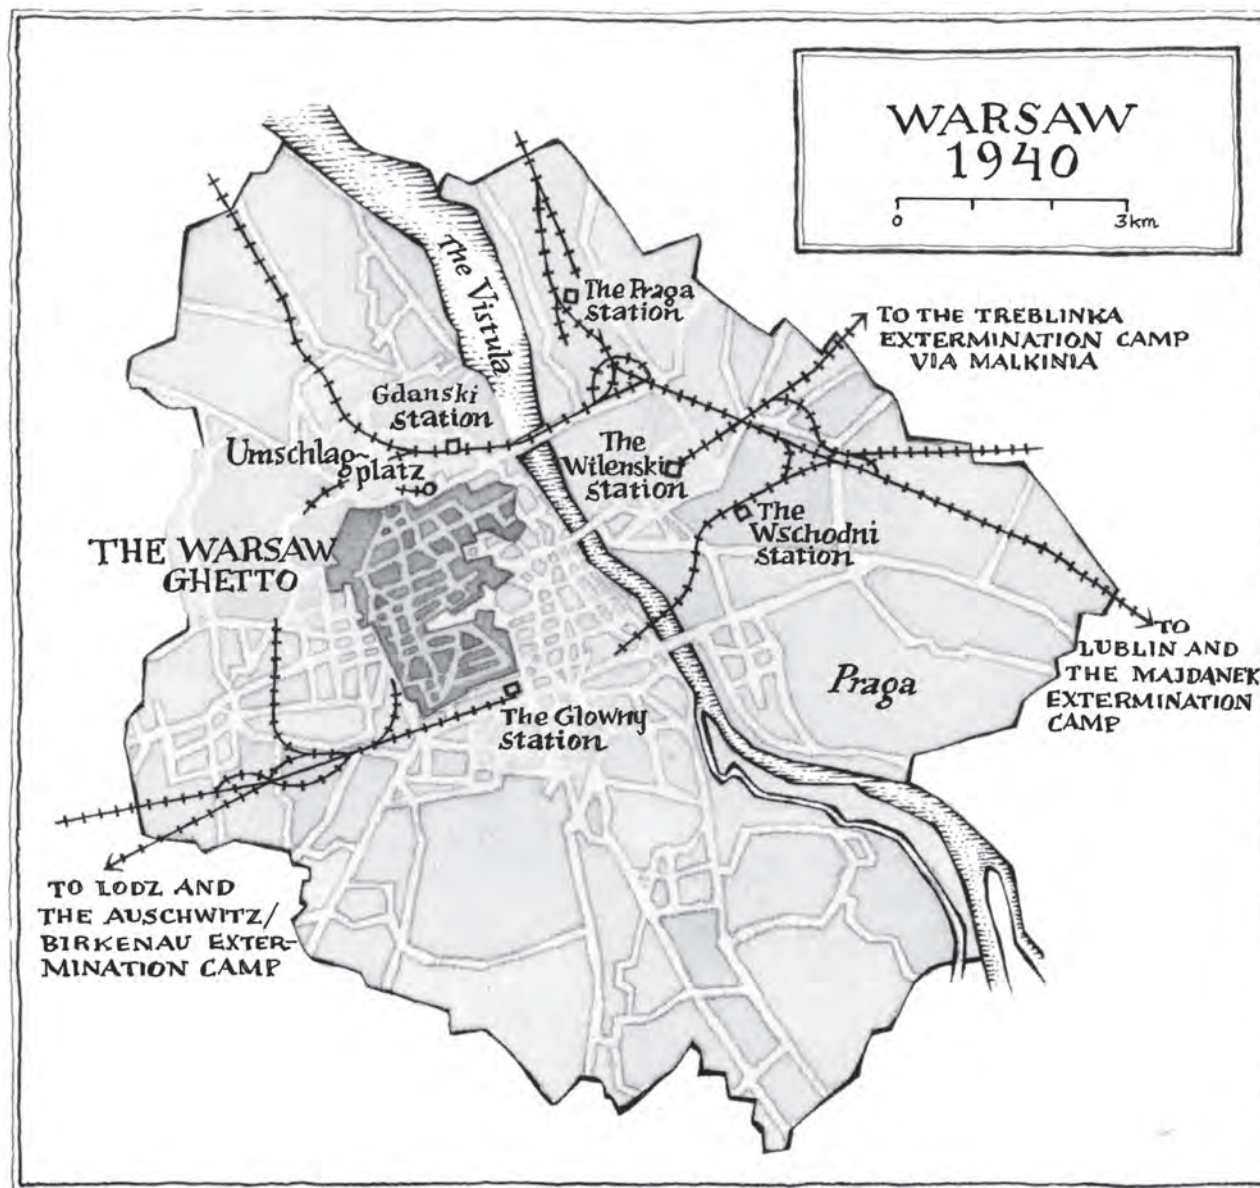 WARSAW
1940
0
3km
The Vistula
The Praga
Station
TO THE TREBLINKA
EXTERMINATION CAMP
VIA MALKINIA
Gdanski
Station
Umschlag-
platz
The
Wilenski
Station
The
Wschodni
Station
THE WARSAW
GHETTO
TO
LUBLIN AND
THE MAJDANEK
EXTERMINATION
CAMP
Praga
The Glowny
Station
TO LODZ AND
THE AUSCHWITZ/
BIRKENAU EXTER-
MINATION CAMP